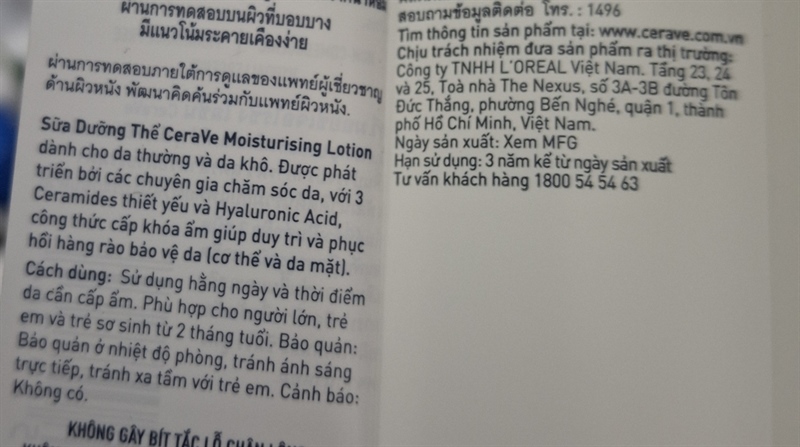 ผ่านการทดสอบบนผิวที่บอบบาง
มีแนวโน้มระคายเคืองง่าย
ผ่านการทดสอบภายใต้การดูแลของแพทย์ผู้เชี่ยวชาญ
ด้านผิวหนัง พัฒนาคิดค้นร่วมกับแพทย์ผิวหนัง.
Sữa Dưỡng Thể CeraVe Moisturising Lotion
dành cho da thường và da khô. Được phát
triển bởi các chuyên gia chăm sóc da, với 3
Ceramides thiết yếu và Hyaluronic Acid,
công thức cấp khóa ẩm giúp duy trì và phục
hồi hàng rào bảo vệ da (cơ thể và da mặt).
Cách dùng: Sử dụng hằng ngày và thời điểm
da cần cấp ẩm. Phù hợp cho người lớn, trẻ
em và trẻ sơ sinh từ 2 tháng tuổi. Bảo quản:
Bảo quản ở nhiệt độ phòng, tránh ánh sáng
trực tiếp, tránh xa tầm với trẻ em. Cảnh báo:
Không có.
KHÔNG GÂY BÍT TẮC LỖ CHÂN
สอบถามข้อมูลติดต่อ โทร. : 1496
Tìm thông tin sản phẩm tại: www.cerave.com.vn
Chịu trách nhiệm đưa sản phẩm ra thị trường:
Công ty TNHH L'OREAL Việt Nam. Tầng 23, 24
và 25, Toà nhà The Nexus, số 3A-3B đường Tôn
Đức Thắng, phường Bến Nghé, quận 1, thành
phố Hồ Chí Minh, Việt Nam.
Ngày sản xuất: Xem MFG
Hạn sử dụng: 3 năm kể từ ngày sản xuất
Tư vấn khách hàng 1800 54 54 63